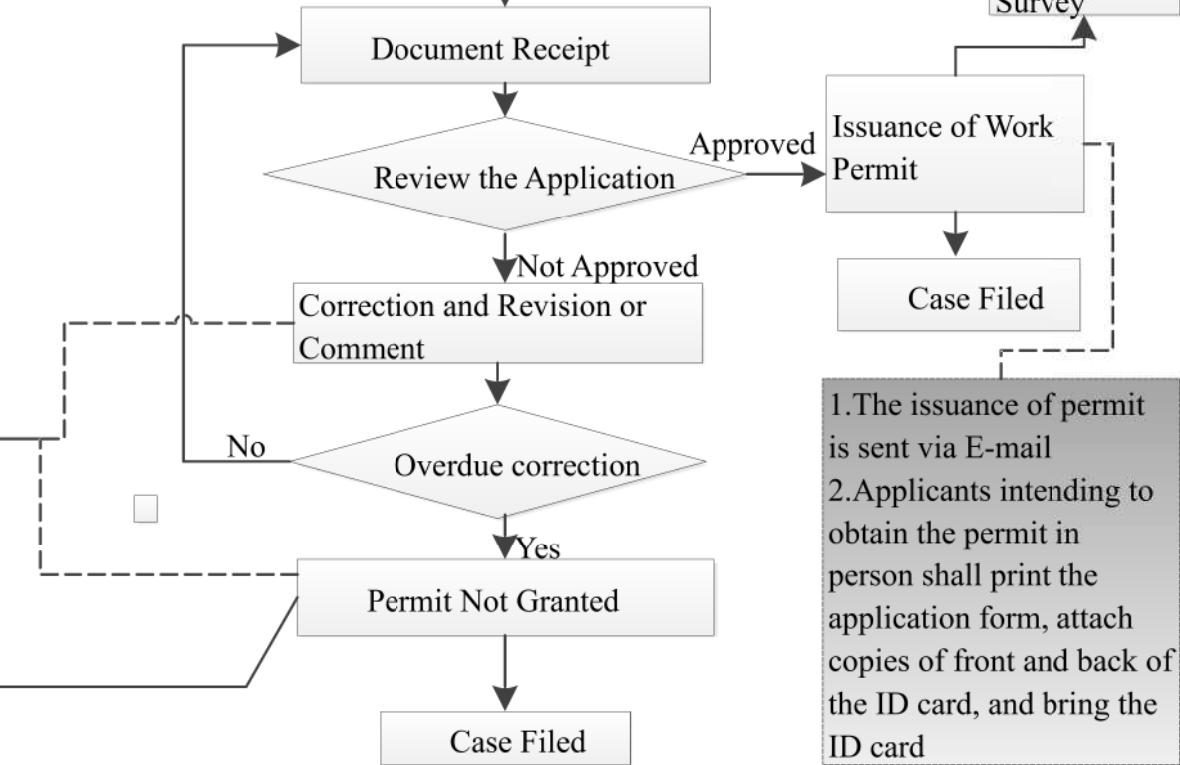 Survey
Document Receipt
Approved
Issuance of Work
Permit
Review the Application
Not Approved
Correction and Revision or
Comment
Case Filed
No
Overdue correction
Yes
Permit Not Granted
Case Filed
1.The issuance of permit
is sent via E-mail
2.Applicants intending to
obtain the permit in
person shall print the
application form, attach
copies of front and back of
the ID card, and bring the
ID card